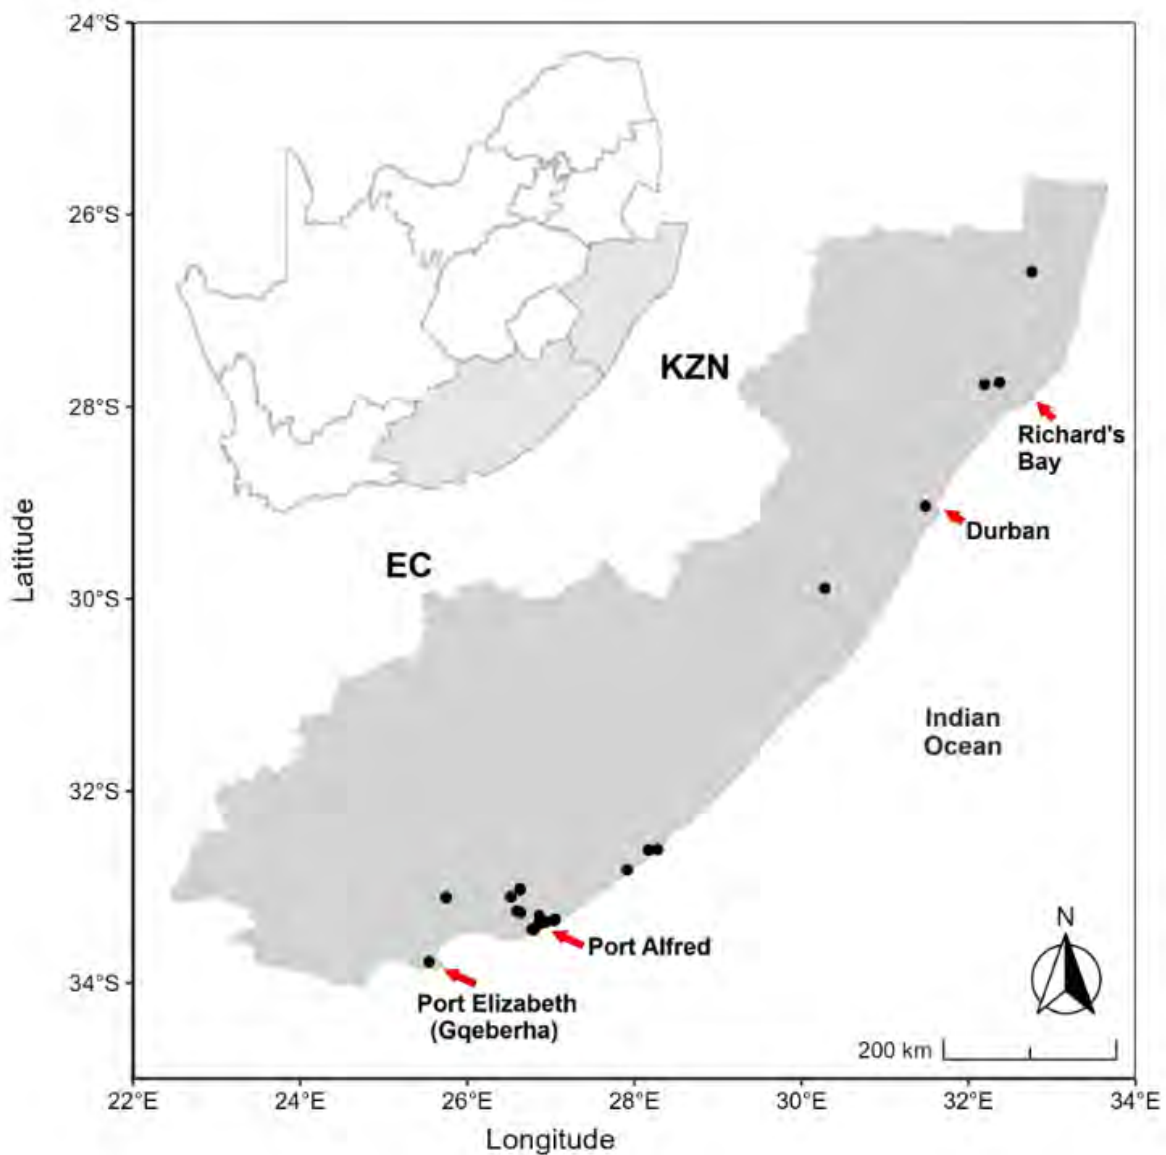 24°S
26°S
28°S
30°S
32°S
34°S
Latitude
KZN
EC
Richard's
Bay
Durban
Indian
Ocean
Port Alfred
Port Elizabeth
(Gqeberha)
N
200 km
22°E
24°E
26°E
28°E
30°E
32°E
34°E
Longitude